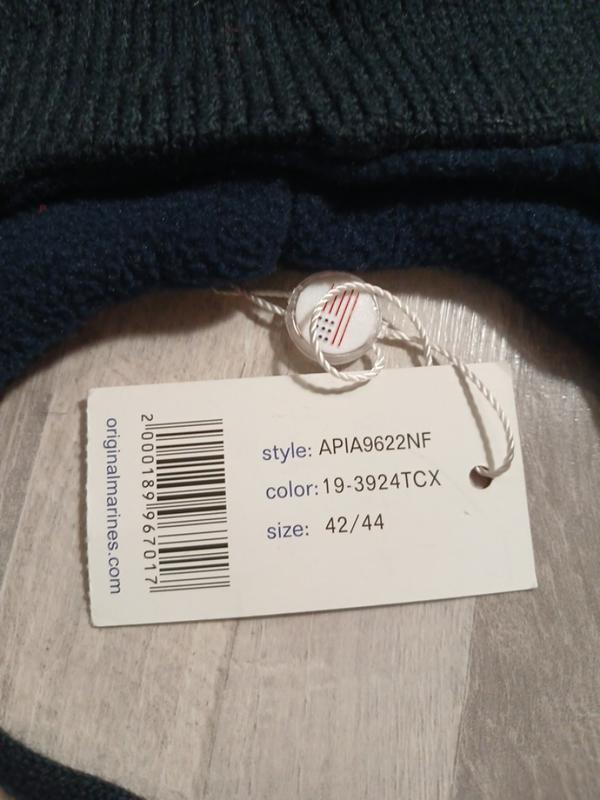 style: APIA9622NF
color: 19-3924TCX
size: 42/44
2000189967017
originalmarines.com